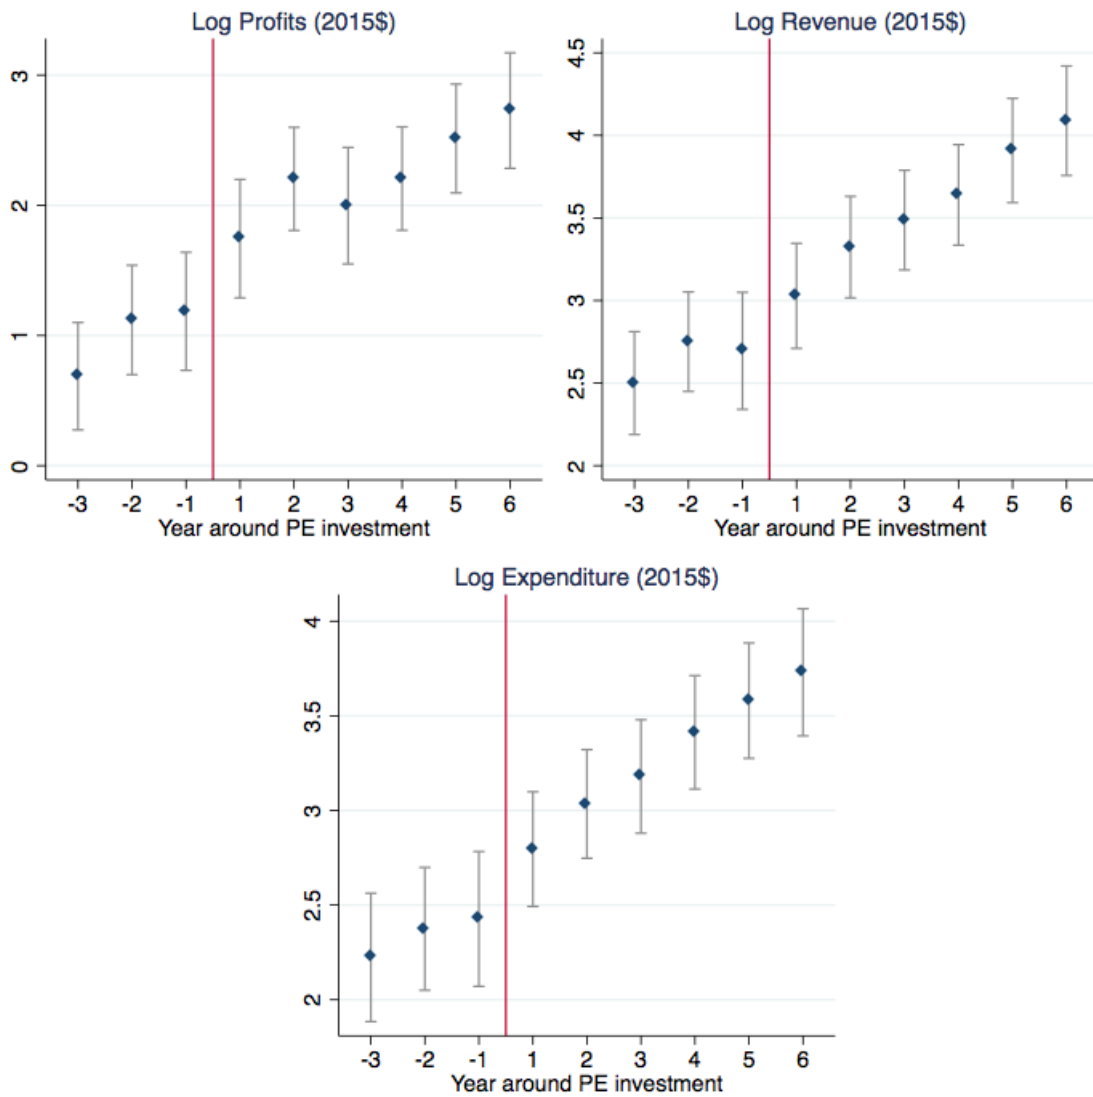 Log Profits (2015$)
3
2
1
0
-3 -2 -1 1 2 3 4 5 6
Year around PE investment
Log Revenue (2015$)
4.5
4
3.5
3
2.5
2
-3 -2 -1 1 2 3 4 5 6
Year around PE investment
Log Expenditure (2015$)
4
3.5
3
2.5
2
-3 -2 -1 1 2 3 4 5 6
Year around PE investment